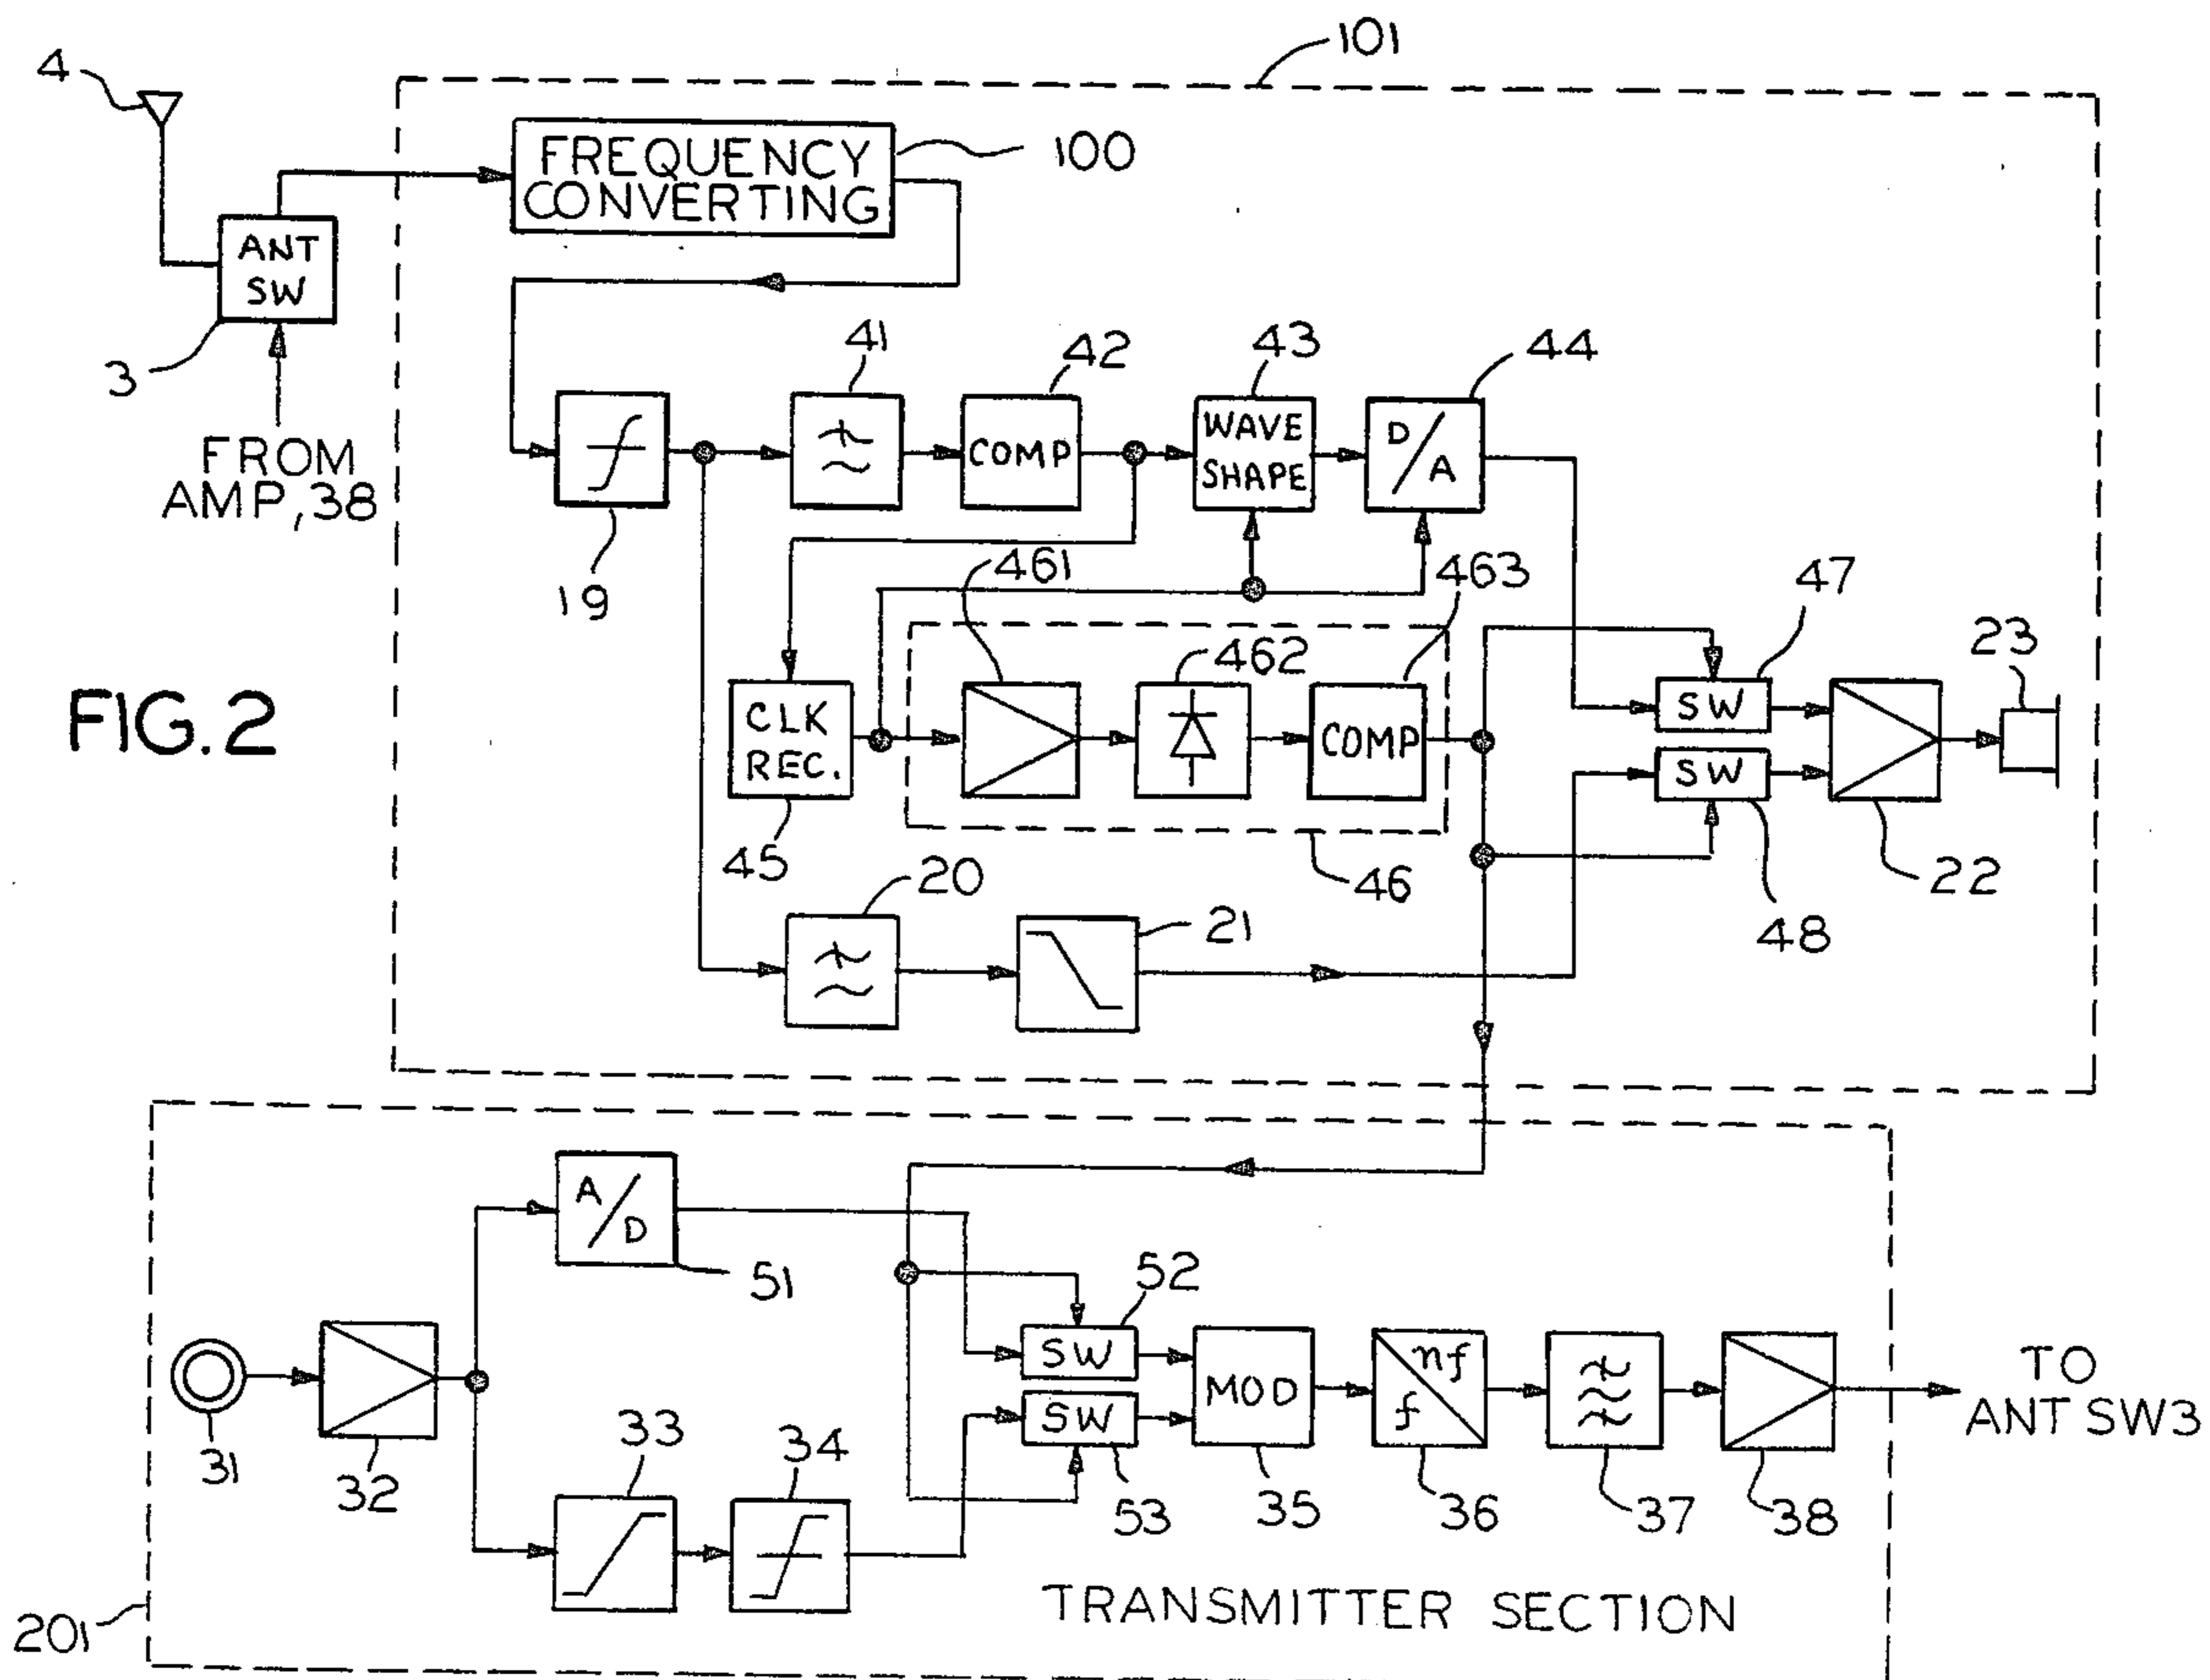 101
4
FREQUENCY
CONVERTING
100
ANT
SW
3
FROM
AMP, 38
41
42
43
44
COMP
WAVE
SHAPE
D/A
19
461
463
47
462
23
FIG. 2
CLK
REC.
COMP
SW
SW
45
20
46
22
21
48
A/D
51
52
SW
MOD
nf
f
TO
ANT SW3
SW
31
32
33
34
53
35
36
37
38
TRANSMITTER SECTION
201